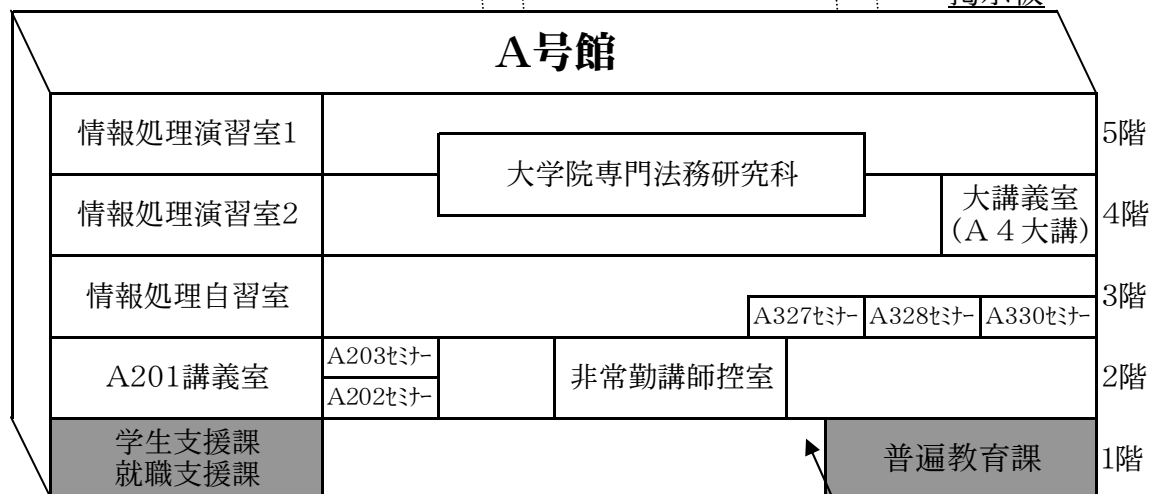 A号館
情報処理演習室1
5階
大学院専門法務研究科
情報処理演習室2
大講義室
(A４大講)
4階
情報処理自習室
3階
A327ｾﾐﾅｰ
A328ｾﾐﾅｰ
A330ｾﾐﾅｰ
A201講義室
A203ｾﾐﾅｰ
A202ｾﾐﾅｰ
非常勤講師控室
2階
学生支援課
就職支援課
普遍教育課
1階